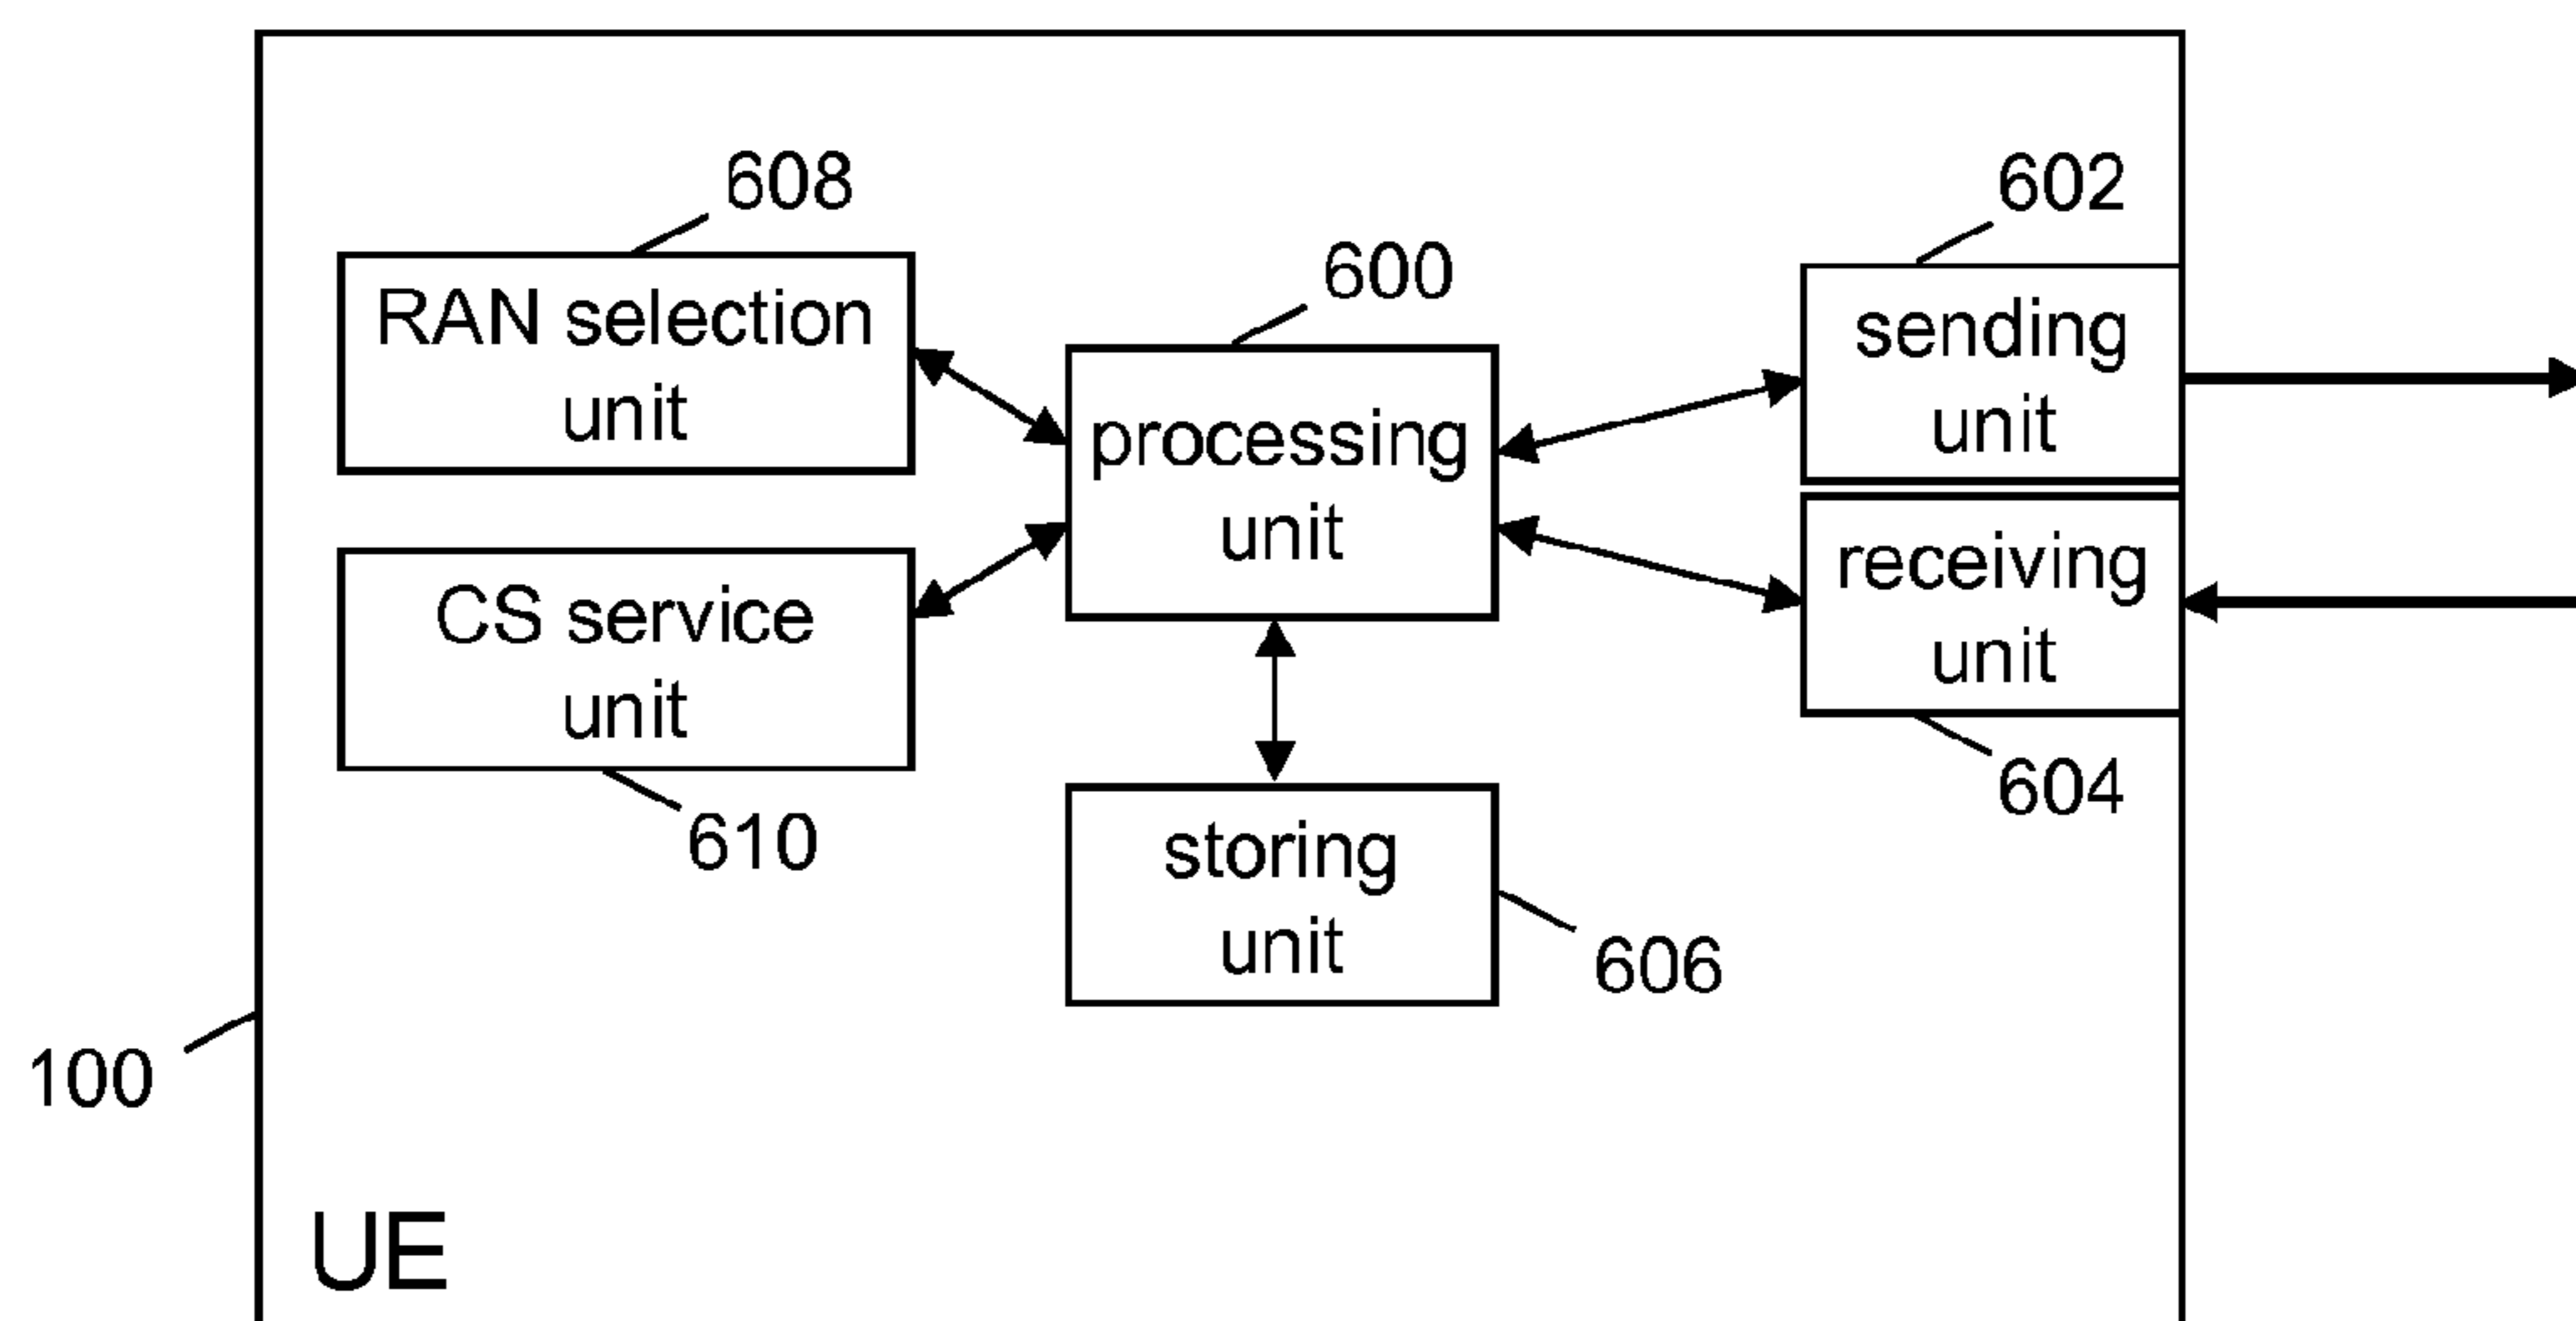 608
602
600
RAN selection
unit
sending
unit
processing
unit
receiving
unit
CS service
unit
610
604
storing
unit
606
100
UE